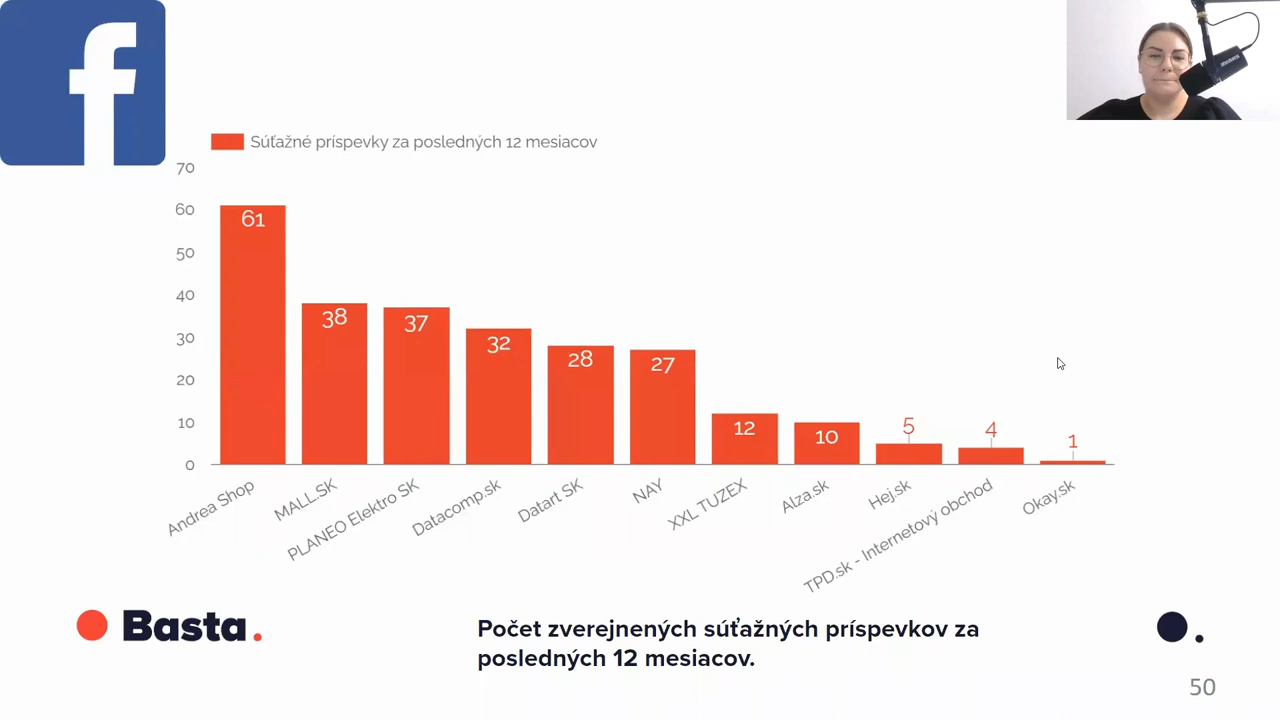 f
Súťažné príspevky za posledných 12 mesiacov
70
60
50
40
30
20
10
0
61
38
37
32
28
27
12
10
5
4
1
Andrea Shop
MALL.SK
PLANEO Elektro SK
Datacomp.sk
Datart SK
NAY
XXL TUZEX
Alza.sk
Hej.sk
TPD.sk - Internetový obchod
Okay.sk
Basta.
Počet zverejnených súťažných príspevkov za
posledných 12 mesiacov.
50